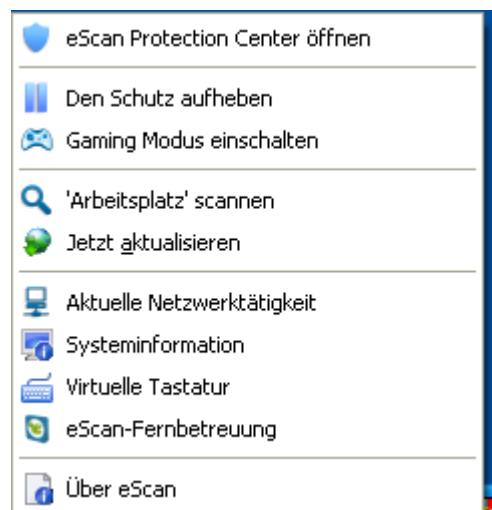 eScan Protection Center öffnen
Den Schutz aufheben
Gaming Modus einschalten
'Arbeitsplatz' scannen
Jetzt aktualisieren
Aktuelle Netzwerktätigkeit
Systeminformation
Virtuelle Tastatur
eScan-Fernbetreuung
Über eScan